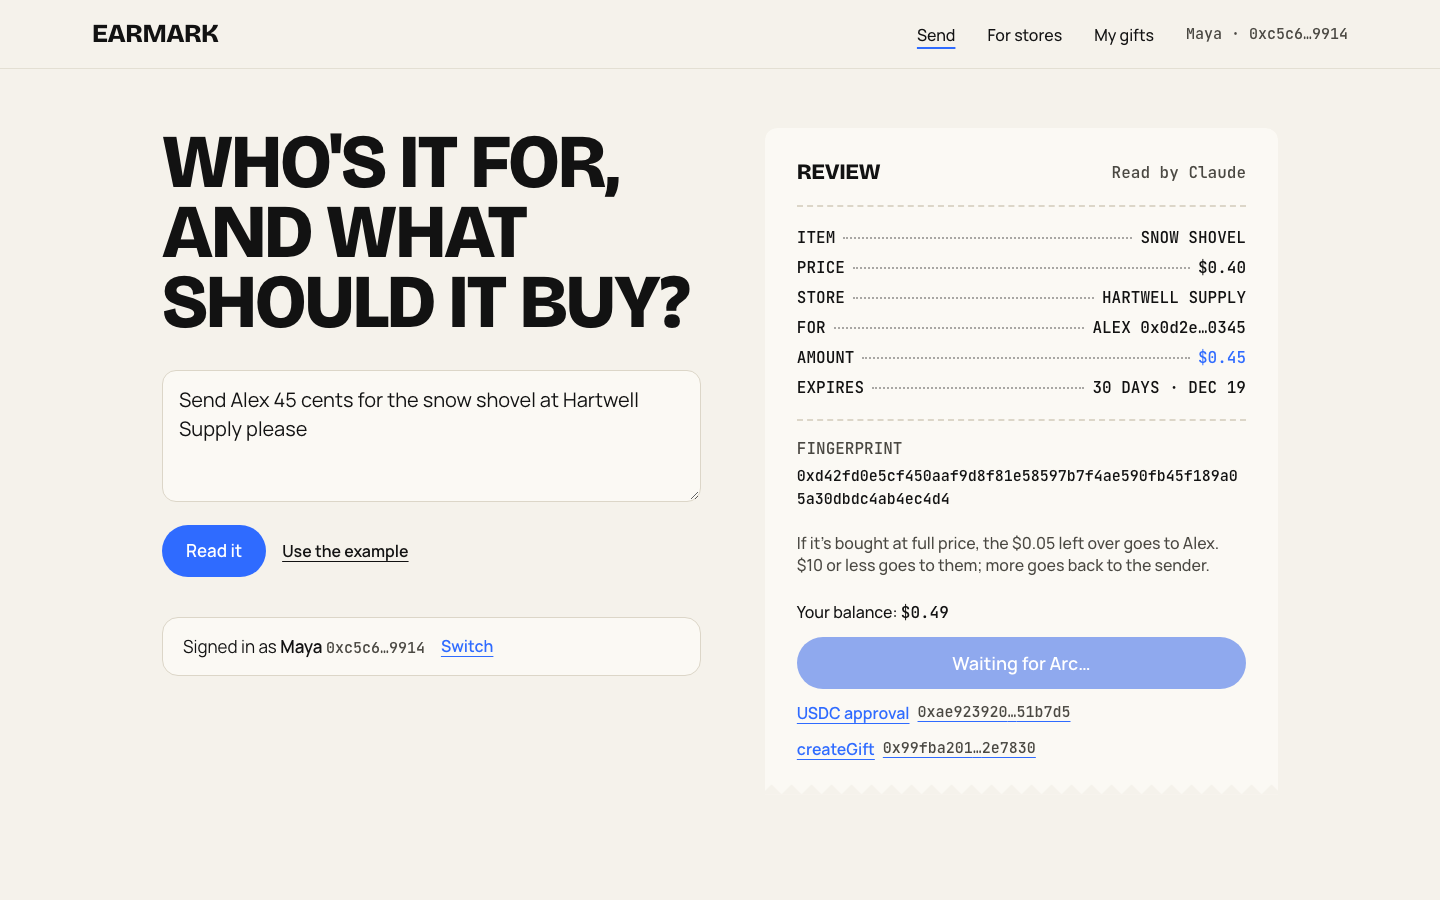 EARMARK
Send
For stores
My gifts
Maya · 0xc5c6…9914
WHO'S IT FOR,
AND WHAT
SHOULD IT BUY?
Send Alex 45 cents for the snow shovel at Hartwell
Supply please
Read it
Use the example
Signed in as Maya 0xc5c6…9914 Switch
REVIEW
Read by Claude
ITEM SNOW SHOVEL
PRICE $0.40
STORE HARTWELL SUPPLY
FOR ALEX 0x0d2e…0345
AMOUNT $0.45
EXPIRES 30 DAYS · DEC 19
FINGERPRINT
0xd42fd0e5cf450aaf9d8f81e58597b7f4ae590fb45f189a0
5a30dbdc4ab4ec4d4
If it's bought at full price, the $0.05 left over goes to Alex.
$10 or less goes to them; more goes back to the sender.
Your balance: $0.49
Waiting for Arc…
USDC approval 0xae923920…51b7d5
createGift 0x99fba201…2e7830